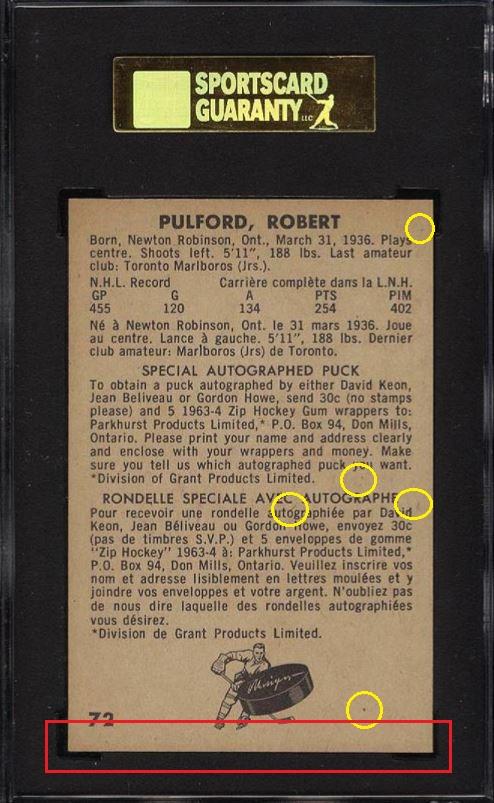 SPORTSCARD
GUARANTY LLC
PULFORD, ROBERT
Born, Newton Robinson, Ont., March 31, 1936. Plays
centre. Shoots left. 5'11", 188 lbs. Last amateur
club: Toronto Marlboros (Jrs.).
N.H.L. Record Carrière complète dans la L.N.H.
GP G A PTS PIM
455 120 134 254 402
Né à Newton Robinson, Ont. le 31 mars 1936. Joue
au centre. Lance à gauche. 5'11", 188 lbs. Dernier
club amateur: Marlboros (Jrs) de Toronto.
SPECIAL AUTOGRAPHED PUCK
To obtain a puck autographed by either David Keon,
Jean Beliveau or Gordon Howe, send 30c (no stamps
please) and 5 1963-4 Zip Hockey Gum wrappers to:
Parkhurst Products Limited,* P.O. Box 94, Don Mills,
Ontario. Please print your name and address clearly
and enclose with your wrappers and money. Make
sure you tell us which autographed puck you want.
*Division of Grant Products Limited.
RONDELLE SPECIALE AVEC AUTOGRAPHE
Pour recevoir une rondelle autographiée par David
Keon, Jean Béliveau ou Gordon Howe, envoyez 30c
(pas de timbres S.V.P.) et 5 enveloppes de gomme
"Zip Hockey" 1963-4 à: Parkhurst Products Limited,*
P.O. Box 94, Don Mills, Ontario. Veuillez inscrire vos
nom et adresse lisiblement en lettres moulées et y
joindre vos enveloppes et votre argent. N'oubliez pas
de nous dire laquelle des rondelles autographiées
vous désirez.
*Division de Grant Products Limited.
72